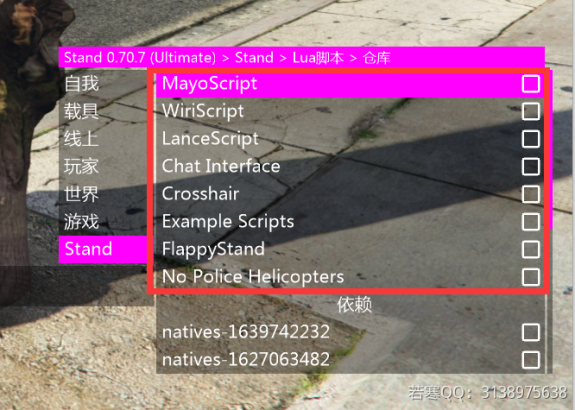 Stand 0.70.7 (Ultimate) > Stand > Lua脚本 > 仓库
自我
载具
线上
玩家
世界
游戏
Stand
MayoScript
WiriScript
LanceScript
Chat Interface
Crosshair
Example Scripts
FlappyStand
No Police Helicopters
依赖
natives-1639742232
natives-1627063482
若寒QQ：3138975638